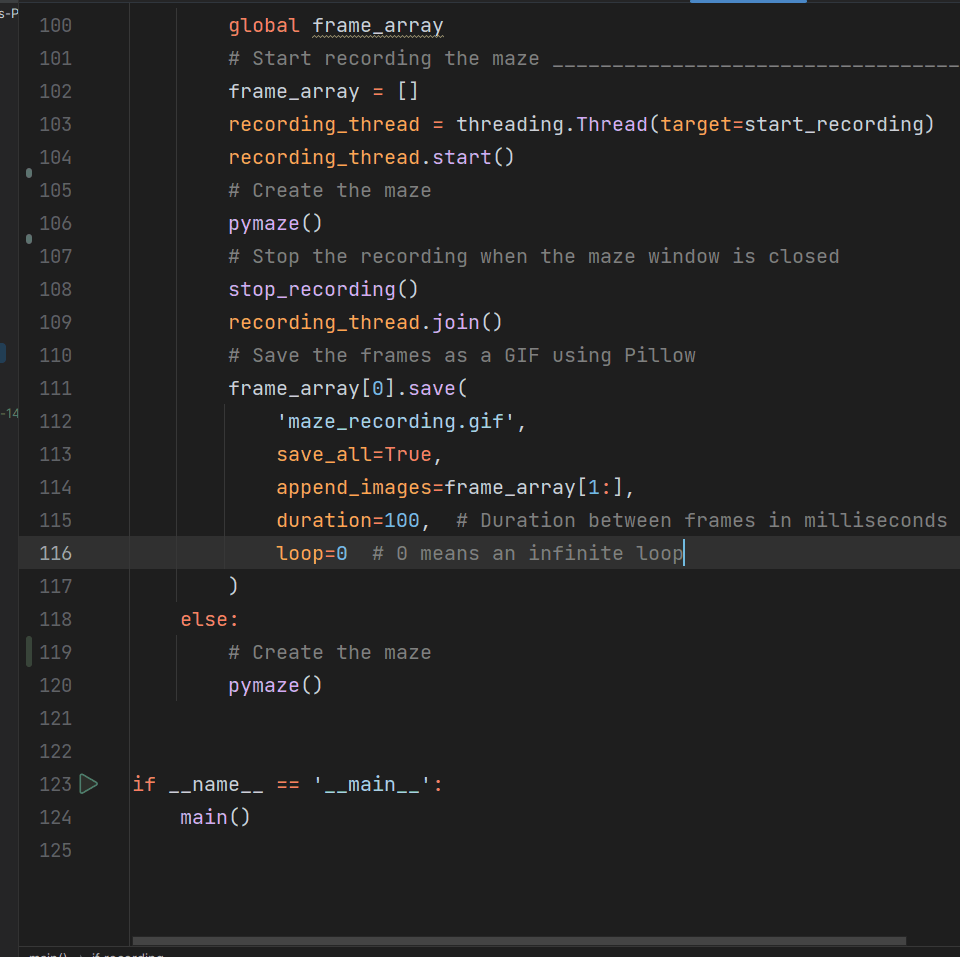 s-P
100 global frame_array
101 # Start recording the maze __________________________________
102 frame_array = []
103 recording_thread = threading.Thread(target=start_recording)
104 recording_thread.start()
105 # Create the maze
106 pymaze()
107 # Stop the recording when the maze window is closed
108 stop_recording()
109 recording_thread.join()
110 # Save the frames as a GIF using Pillow
111 frame_array[0].save(
112 'maze_recording.gif',
113 save_all=True,
-14
114 append_images=frame_array[1:],
115 duration=100,  # Duration between frames in milliseconds
116 loop=0  # 0 means an infinite loop
117 )
118 else:
119 # Create the maze
120 pymaze()
121
122
123 if __name__ == '__main__':
124 main()
125
main() › if recording